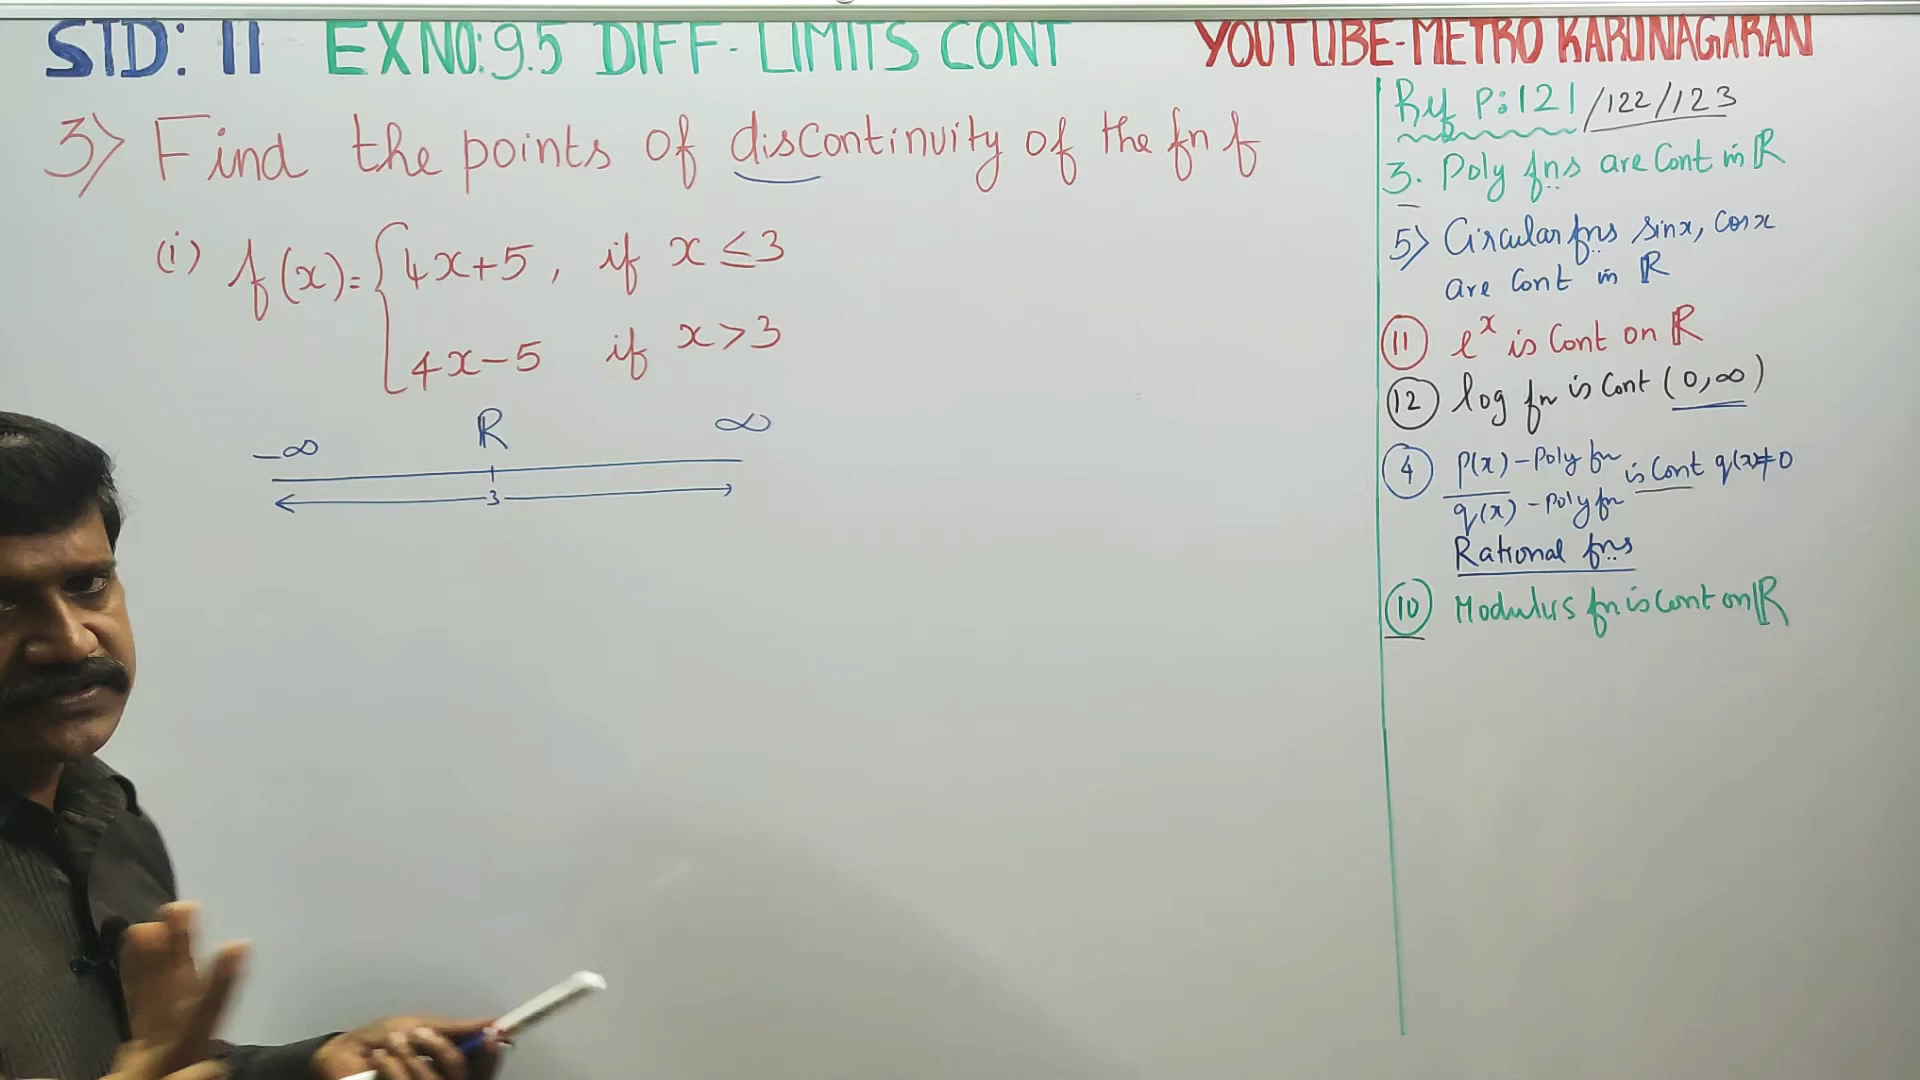 STD: 11 EXNO:9.5 DIFF-LIMITS CONT YOUTUBE-METRO KARUNAGARAN
3) Find the points of discontinuity of the fn f
(i) f(x)= { 4x+5, if x ≤ 3
4x-5 if x > 3
-∞ R ∞
3
Ref P:121/122/123
3. Poly fns are Cont in R
5) Circular fns sinx, cosx
are Cont in R
11 e^x is Cont on R
12 log fn is Cont (0,∞)
4 P(x) - Poly fn is Cont q(x)≠0
q(x) - Poly fn
Rational fns
10 Modulus fn is Cont on R